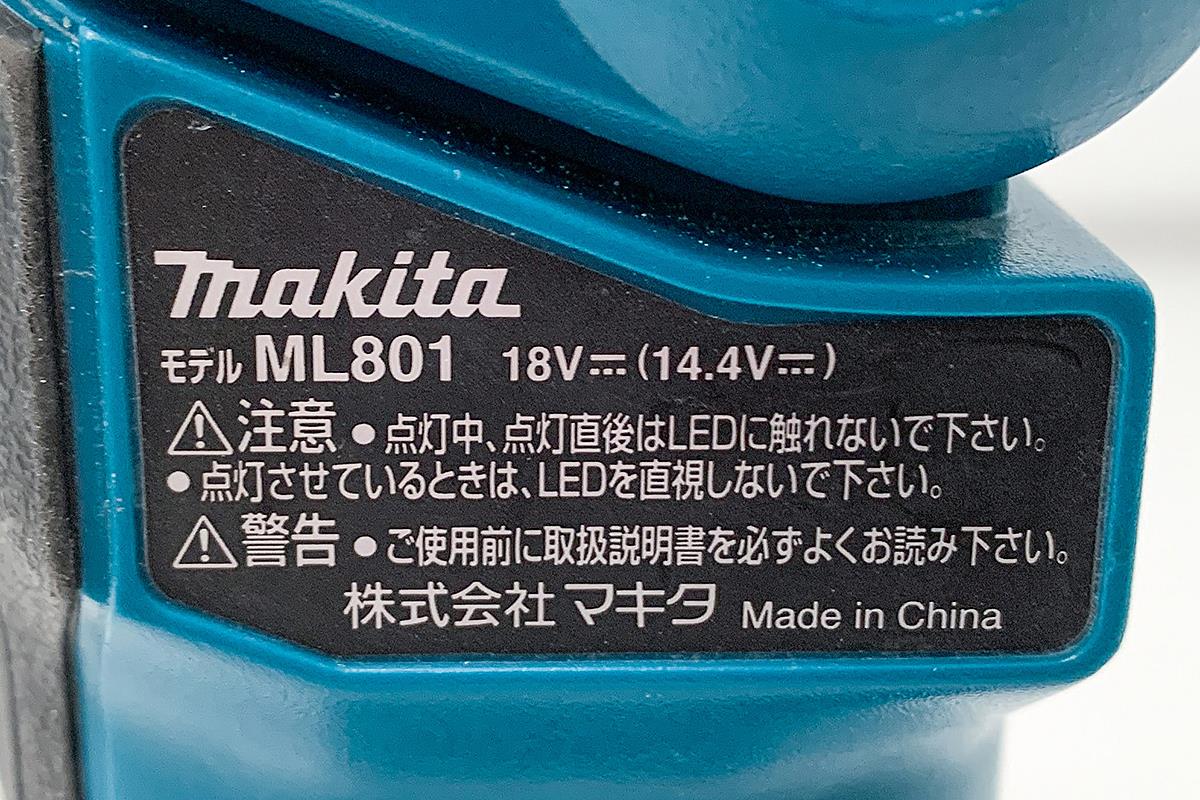 makita
モデル ML801 18V⎓(14.4V⎓)
⚠注意 ●点灯中、点灯直後はLEDに触れないで下さい。
●点灯させているときは、LEDを直視しないで下さい。
⚠警告 ●ご使用前に取扱説明書を必ずよくお読み下さい。
株式会社マキタ Made in China